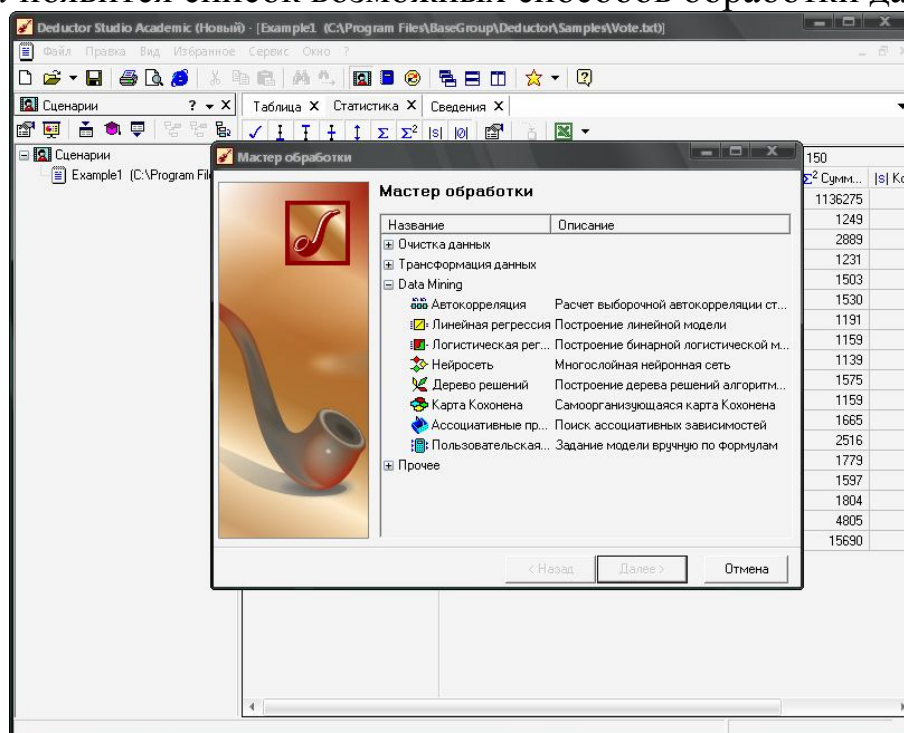 появится список возможных способов обработки да
Deductor Studio Academic (Новый) - [Example1 (C:\Program Files\BaseGroup\Deductor\Samples\Vote.txt)]
Файл Правка Вид Избранное Сервис Окно ?
Сценарии
Таблица X Статистика X Сведения X
Сценарии
Example1 (C:\Program Fil
150
Σ² Сумм... |s| Ко
1136275
1249
2889
1231
1503
1530
1191
1159
1139
1575
1159
1665
2516
1779
1597
1804
4805
15690
Мастер обработки
Мастер обработки
Название Описание
Очистка данных
Трансформация данных
Data Mining
Автокорреляция Расчет выборочной автокорреляции ст...
Линейная регрессия Построение линейной модели
Логистическая рег... Построение бинарной логистической м...
Нейросеть Многослойная нейронная сеть
Дерево решений Построение дерева решений алгоритм...
Карта Кохонена Самоорганизующаяся карта Кохонена
Ассоциативные пр... Поиск ассоциативных зависимостей
Пользовательская... Задание модели вручную по формулам
Прочее
< Назад Далее > Отмена